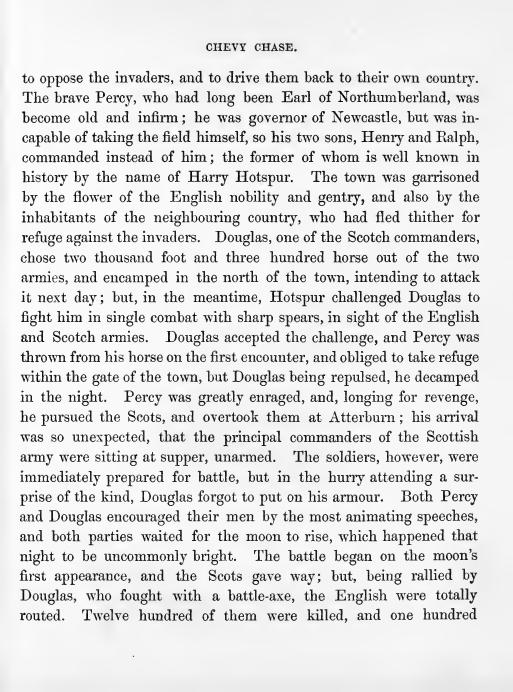 CHEVY CHASE.
to oppose the invaders, and to drive them back to their own country.
The brave Percy, who had long been Earl of Northumberland, was
become old and infirm; he was governor of Newcastle, but was in-
capable of taking the field himself, so his two sons, Henry and Ralph,
commanded instead of him; the former of whom is well known in
history by the name of Harry Hotspur. The town was garrisoned
by the flower of the English nobility and gentry, and also by the
inhabitants of the neighbouring country, who had fled thither for
refuge against the invaders. Douglas, one of the Scotch commanders,
chose two thousand foot and three hundred horse out of the two
armies, and encamped in the north of the town, intending to attack
it next day; but, in the meantime, Hotspur challenged Douglas to
fight him in single combat with sharp spears, in sight of the English
and Scotch armies. Douglas accepted the challenge, and Percy was
thrown from his horse on the first encounter, and obliged to take refuge
within the gate of the town, but Douglas being repulsed, he decamped
in the night. Percy was greatly enraged, and, longing for revenge,
he pursued the Scots, and overtook them at Atterburn; his arrival
was so unexpected, that the principal commanders of the Scottish
army were sitting at supper, unarmed. The soldiers, however, were
immediately prepared for battle, but in the hurry attending a sur-
prise of the kind, Douglas forgot to put on his armour. Both Percy
and Douglas encouraged their men by the most animating speeches,
and both parties waited for the moon to rise, which happened that
night to be uncommonly bright. The battle began on the moon's
first appearance, and the Scots gave way; but, being rallied by
Douglas, who fought with a battle-axe, the English were totally
routed. Twelve hundred of them were killed, and one hundred